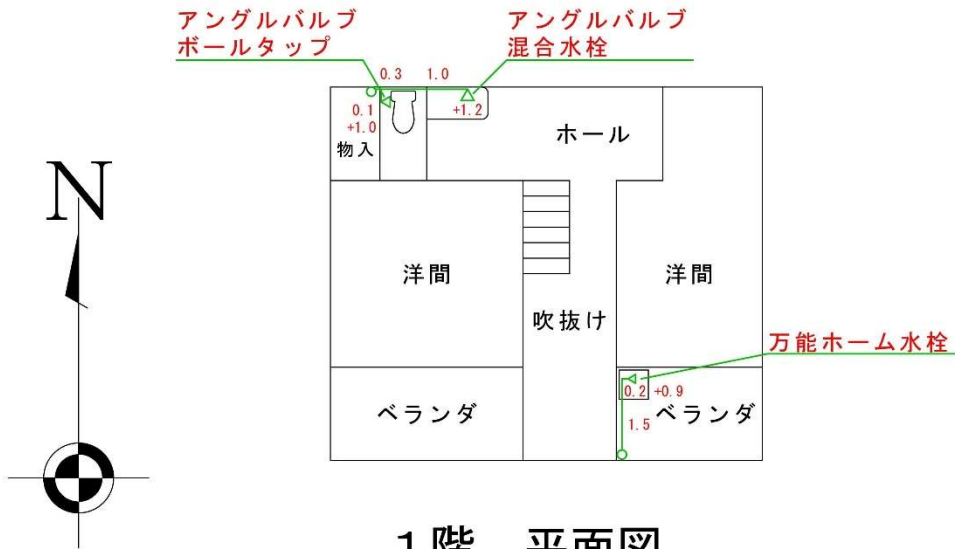 アングルバルブ
ボールタップ
アングルバルブ
混合水栓
0.3
1.0
0.1
+1.0
+1.2
物入
ホール
N
洋間
洋間
吹抜け
万能ホーム水栓
0.2
+0.9
ベランダ
ベランダ
1.5
1階 平面図